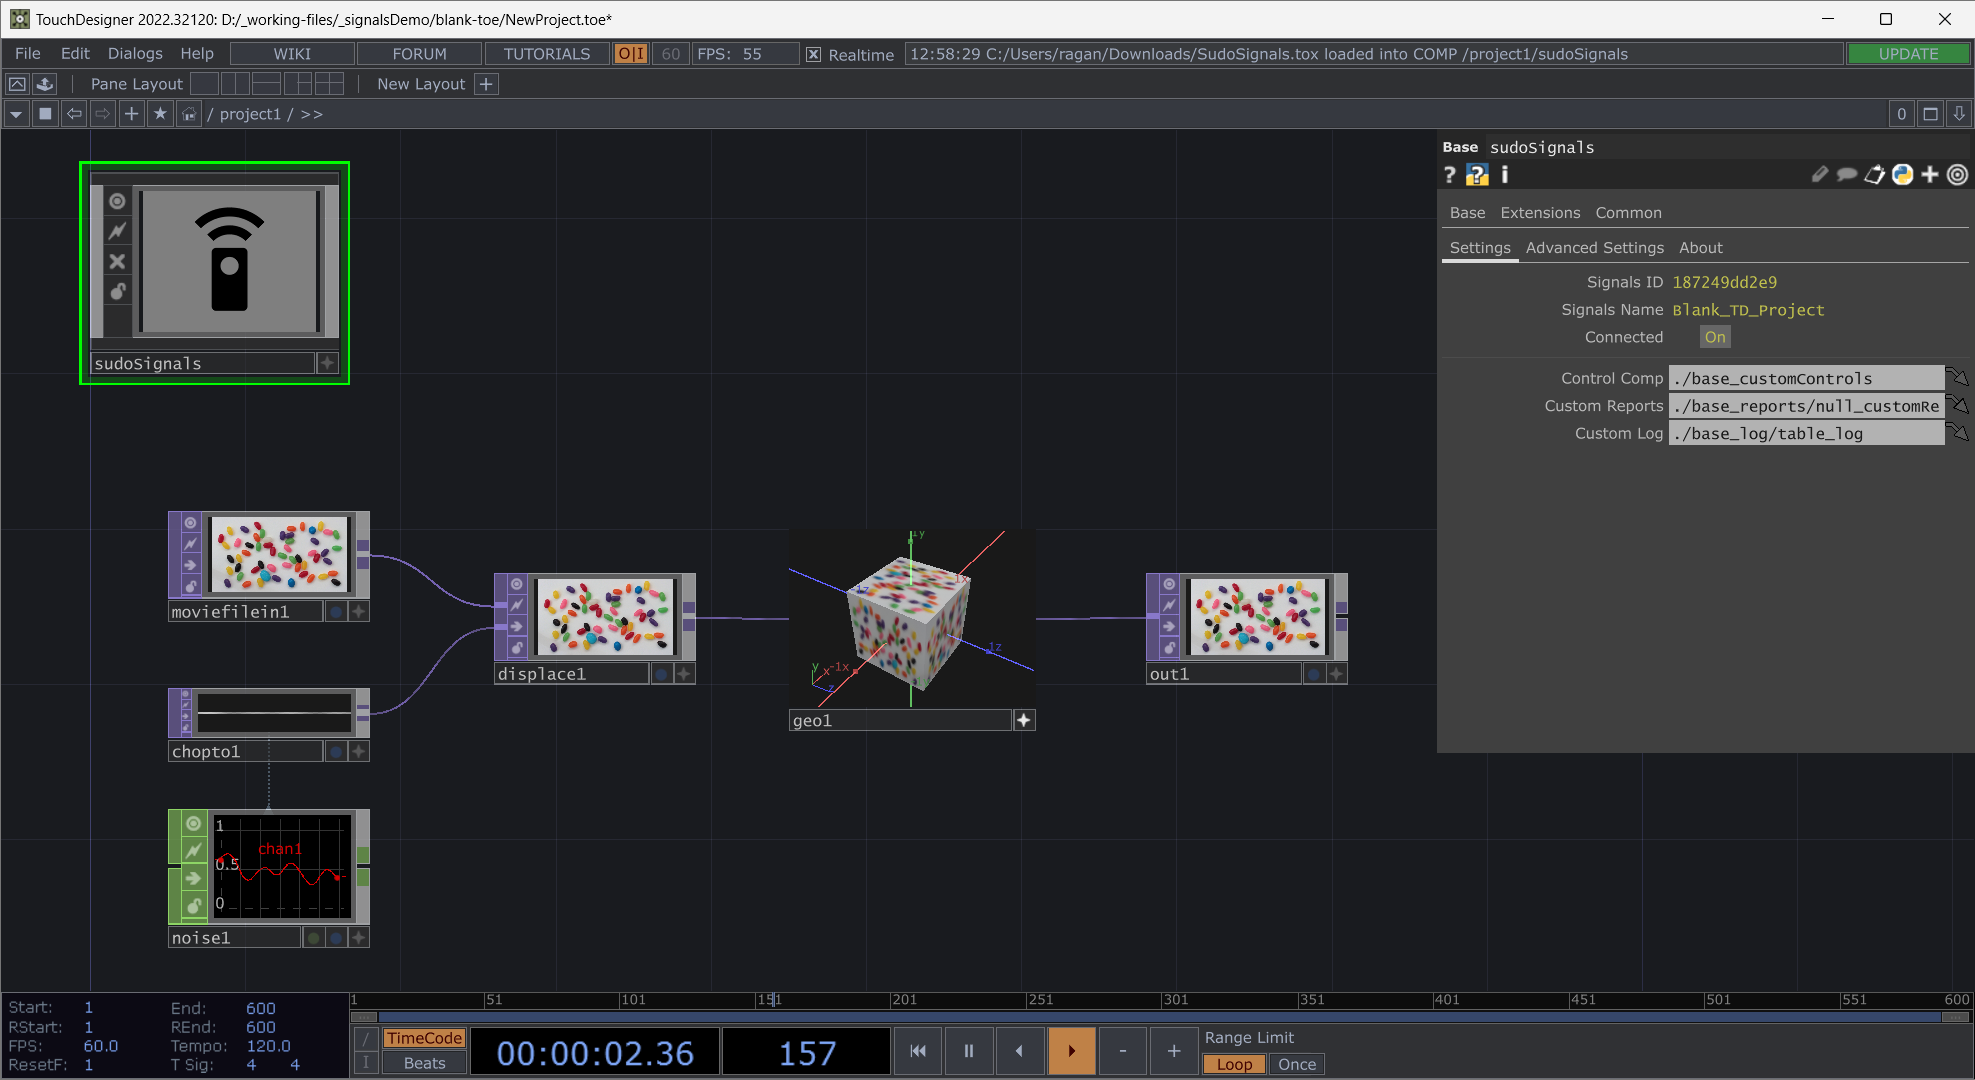 TouchDesigner 2022.32120: D:/_working-files/_signalsDemo/blank-toe/NewProject.toe*
File Edit Dialogs Help WIKI FORUM TUTORIALS O|I 60 FPS: 55 Realtime 12:58:29 C:/Users/ragan/Downloads/SudoSignals.tox loaded into COMP /project1/sudoSignals UPDATE
Pane Layout New Layout +
/ project1 / >> 0
Base sudoSignals
? ? i
Base Extensions Common
Settings Advanced Settings About
Signals ID 187249dd2e9
Signals Name Blank_TD_Project
Connected On
Control Comp ./base_customControls
Custom Reports ./base_reports/null_customRe
Custom Log ./base_log/table_log
sudoSignals
moviefilein1
displace1
1y
1x
1z
-1x
1z
y
x
z
geo1
out1
chopto1
1
chan1
0.5
0
noise1
1 51 101 151 201 251 301 351 401 451 501 551 600
Start: 1 End: 600
RStart: 1 REnd: 600
FPS: 60.0 Tempo: 120.0
ResetF: 1 T Sig: 4 4
/ TimeCode
I Beats
00:00:02.36 157 - +
Range Limit
Loop Once